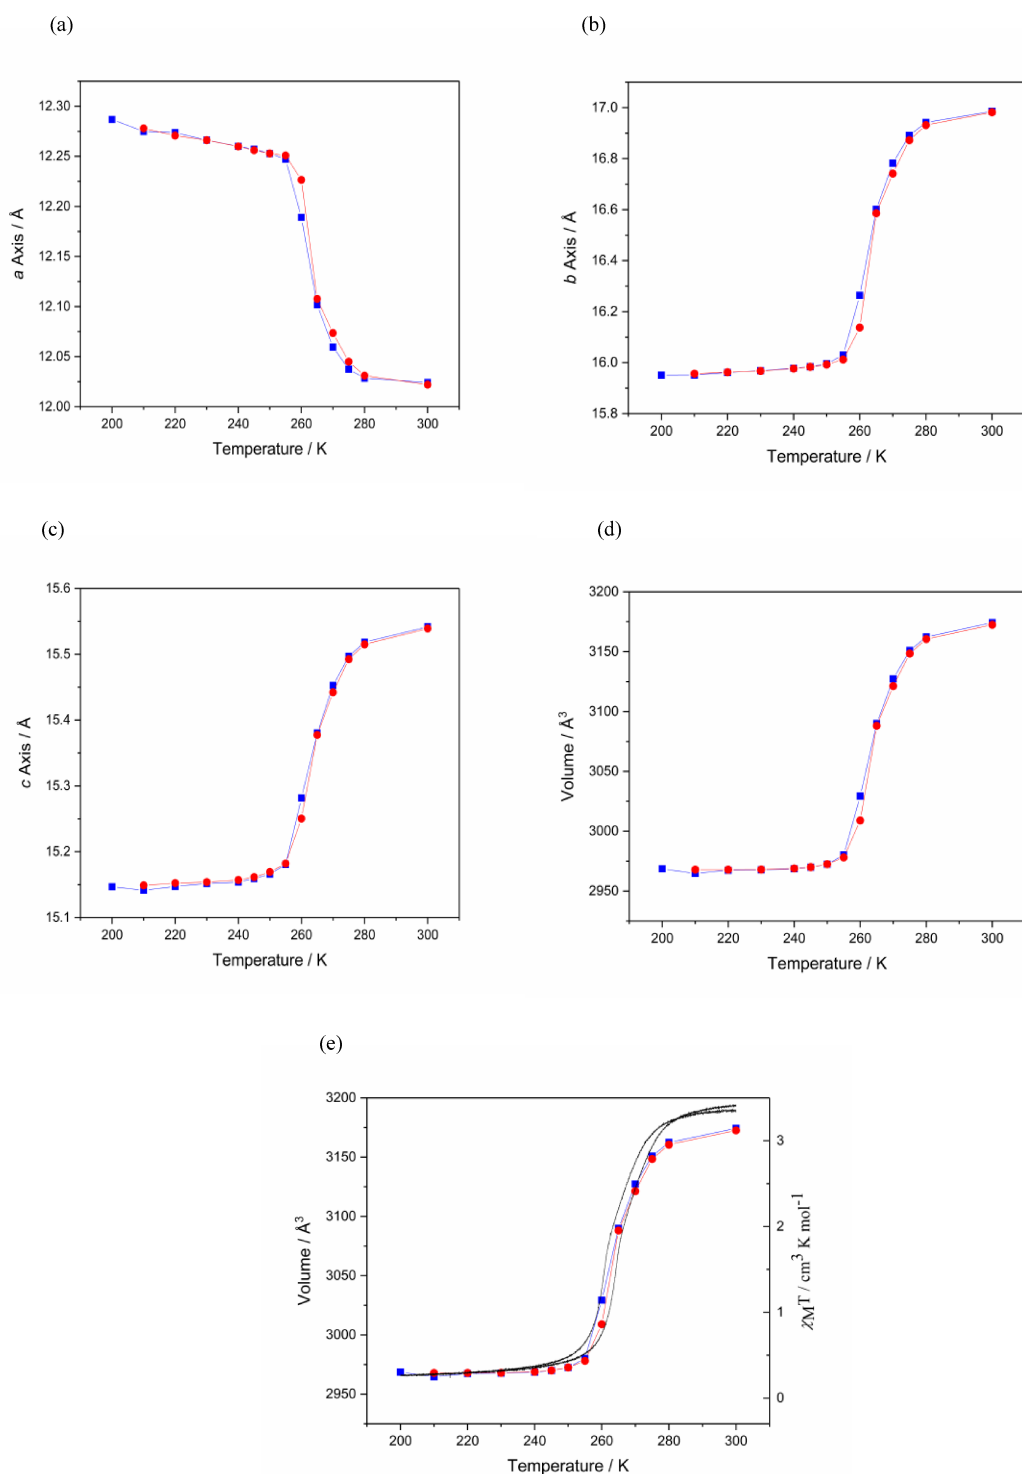 (a)
(b)
12.30
12.25
12.20
12.15
12.10
12.05
12.00
a Axis / Å
200 220 240 260 280 300
Temperature / K
17.0
16.8
16.6
16.4
16.2
16.0
15.8
b Axis / Å
200 220 240 260 280 300
Temperature / K
(c)
(d)
15.6
15.5
15.4
15.3
15.2
15.1
c Axis / Å
200 220 240 260 280 300
Temperature / K
3200
3150
3100
3050
3000
2950
Volume / Å³
200 220 240 260 280 300
Temperature / K
(e)
3200
3150
3100
3050
3000
2950
Volume / Å³
3
2
1
0
χMT / cm³ K mol⁻¹
200 220 240 260 280 300
Temperature / K